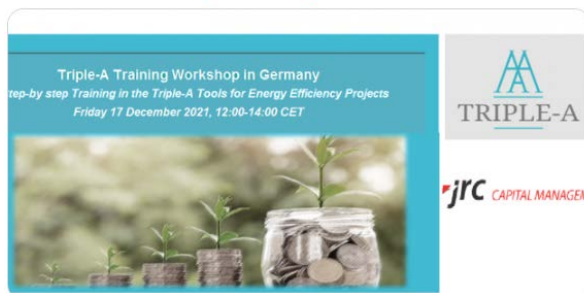 Triple-A Training Workshop in Germany
tep-by step Training in the Triple-A Tools for Energy Efficiency Projects
Friday 17 December 2021, 12:00-14:00 CET
TRIPLE-A
jrc CAPITAL MANAGEM